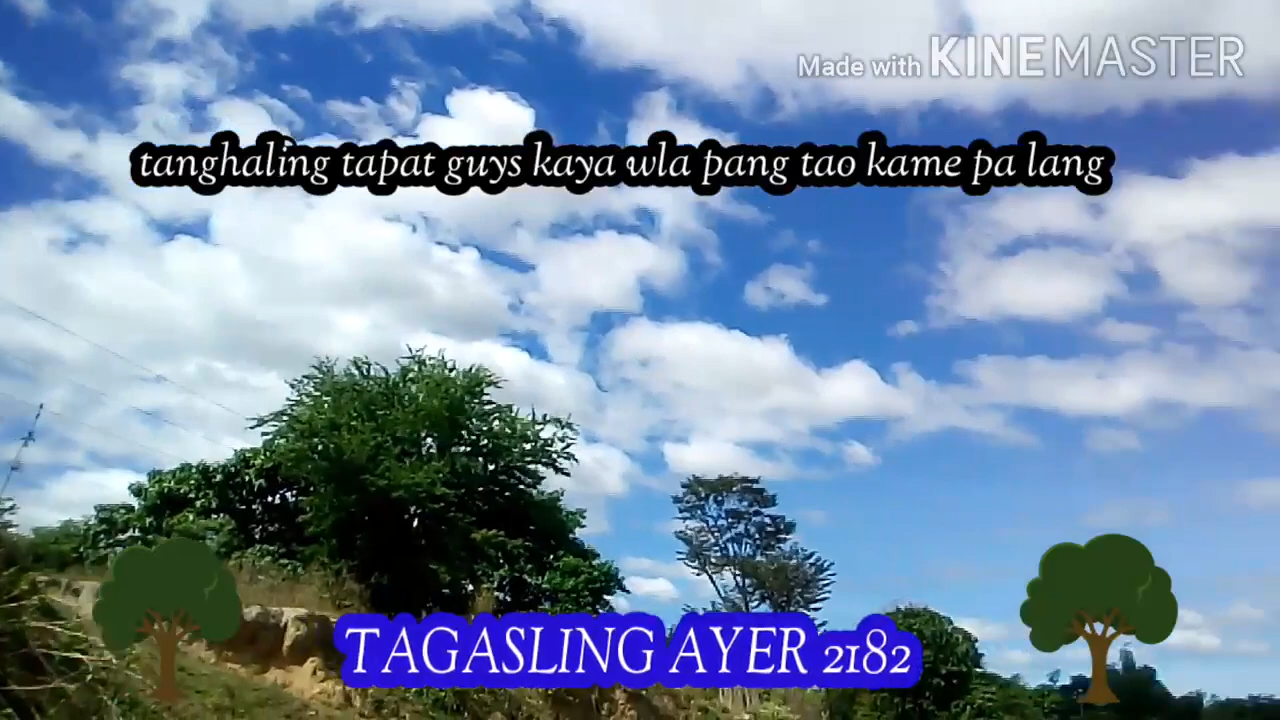 Made with KINEMASTER
tanghaling tapat guys kaya wla pang tao kame pa lang
TAGASLING AYER 2182